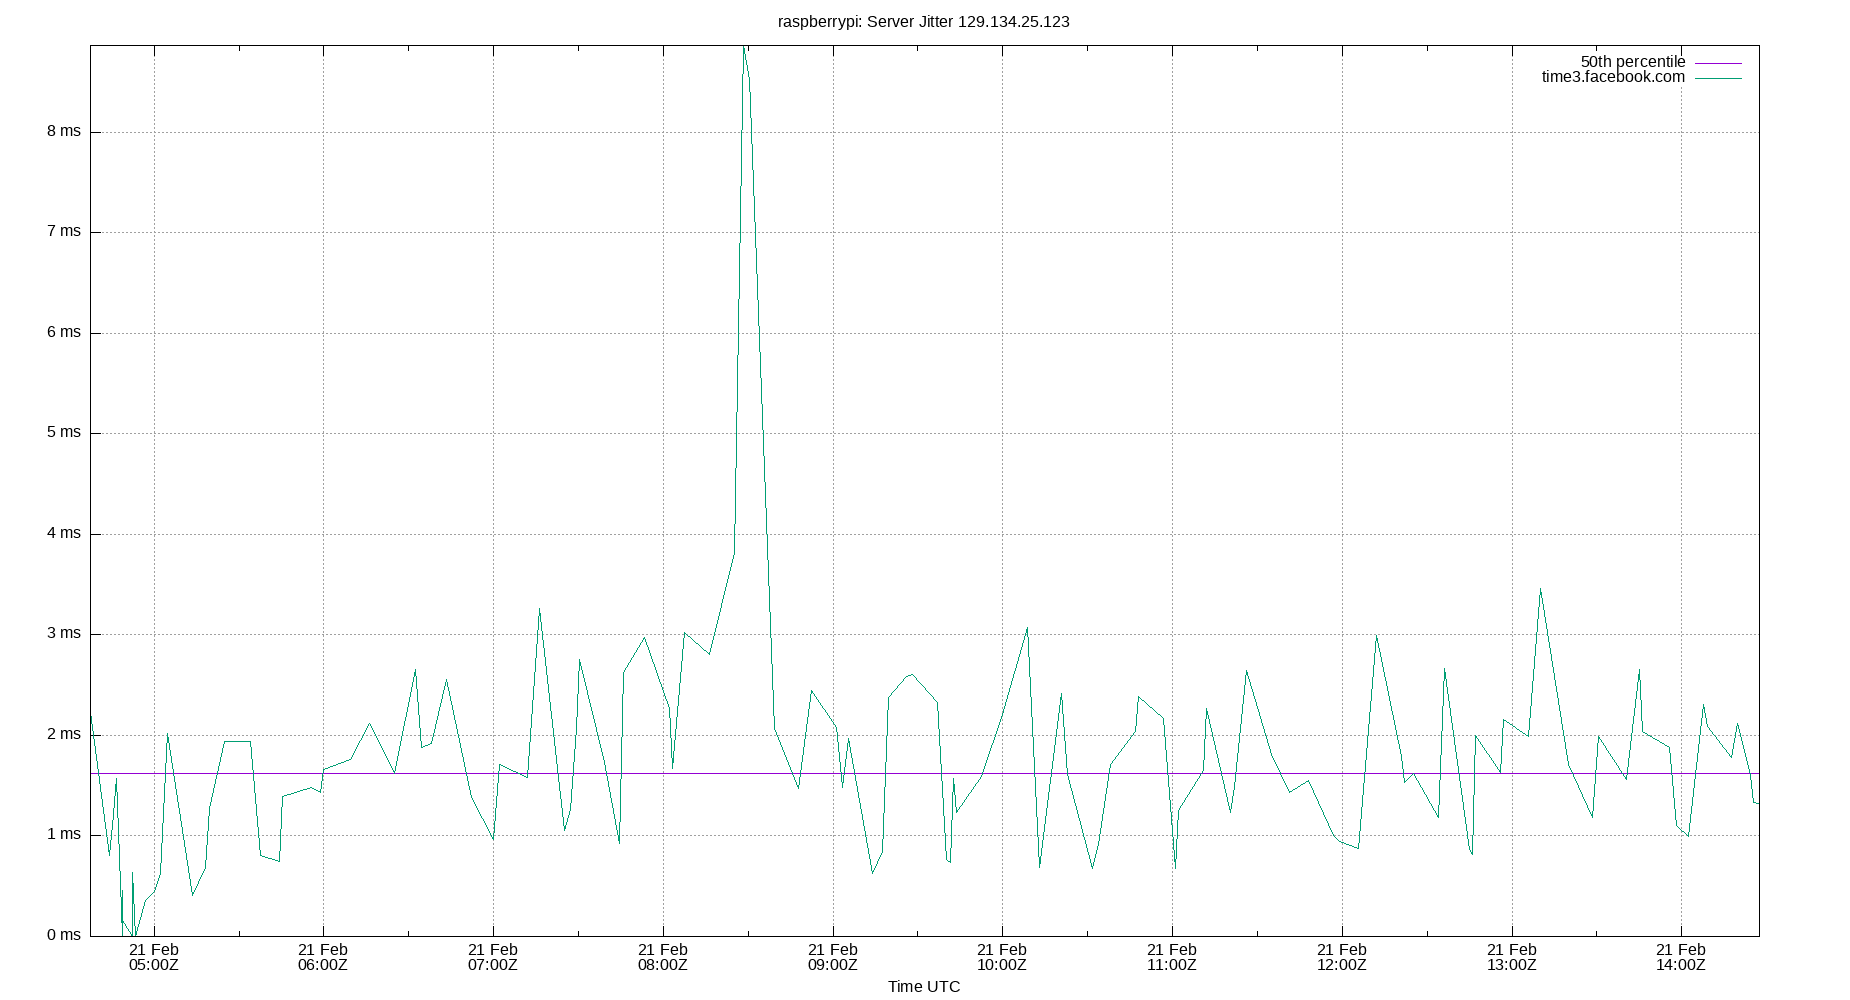 raspberrypi: Server Jitter 129.134.25.123
50th percentile
time3.facebook.com
8 ms
7 ms
6 ms
5 ms
4 ms
3 ms
2 ms
1 ms
0 ms
21 Feb 21 Feb 21 Feb 21 Feb 21 Feb 21 Feb 21 Feb 21 Feb 21 Feb 21 Feb
05:00Z 06:00Z 07:00Z 08:00Z 09:00Z 10:00Z 11:00Z 12:00Z 13:00Z 14:00Z
Time UTC